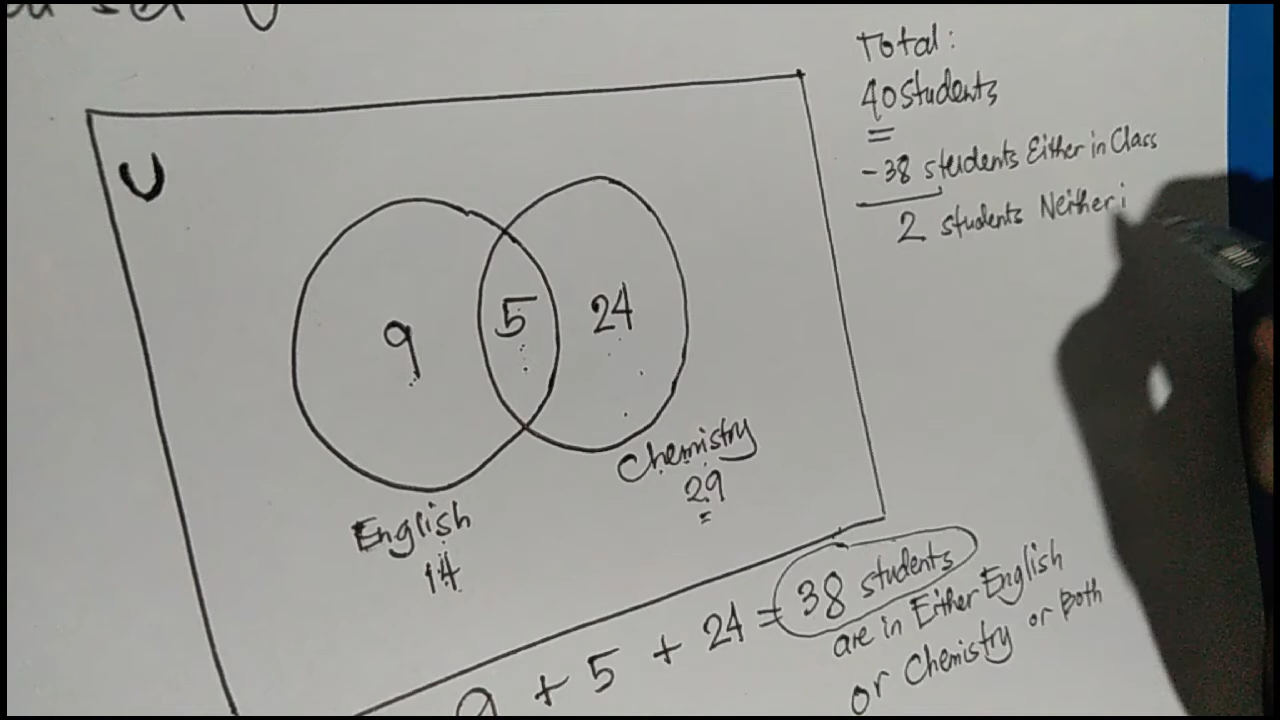 Total:
40 students
=
-38 students Either in Class
2 students Neither i
U
9
5
24
Chemistry
29
=
English
14
9 + 5 + 24 = 38 students
are in Either English
or Chemistry or both